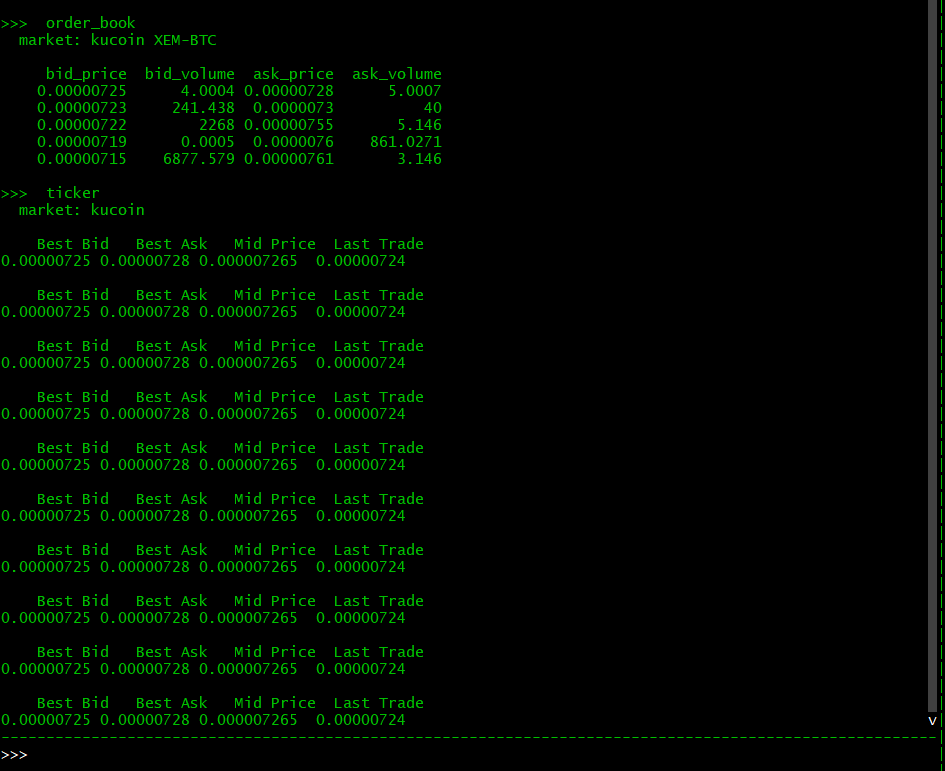 >>>  order_book
  market: kucoin XEM-BTC
     bid_price  bid_volume  ask_price  ask_volume
    0.00000725      4.0004 0.00000728      5.0007
    0.00000723     241.438  0.0000073          40
    0.00000722        2268 0.00000755       5.146
    0.00000719      0.0005  0.0000076    861.0271
    0.00000715    6877.579 0.00000761       3.146
>>>  ticker
  market: kucoin
    Best Bid   Best Ask   Mid Price  Last Trade
0.00000725 0.00000728 0.000007265  0.00000724
    Best Bid   Best Ask   Mid Price  Last Trade
0.00000725 0.00000728 0.000007265  0.00000724
    Best Bid   Best Ask   Mid Price  Last Trade
0.00000725 0.00000728 0.000007265  0.00000724
    Best Bid   Best Ask   Mid Price  Last Trade
0.00000725 0.00000728 0.000007265  0.00000724
    Best Bid   Best Ask   Mid Price  Last Trade
0.00000725 0.00000728 0.000007265  0.00000724
    Best Bid   Best Ask   Mid Price  Last Trade
0.00000725 0.00000728 0.000007265  0.00000724
    Best Bid   Best Ask   Mid Price  Last Trade
0.00000725 0.00000728 0.000007265  0.00000724
    Best Bid   Best Ask   Mid Price  Last Trade
0.00000725 0.00000728 0.000007265  0.00000724
    Best Bid   Best Ask   Mid Price  Last Trade
0.00000725 0.00000728 0.000007265  0.00000724
    Best Bid   Best Ask   Mid Price  Last Trade
0.00000725 0.00000728 0.000007265  0.00000724
v
>>>